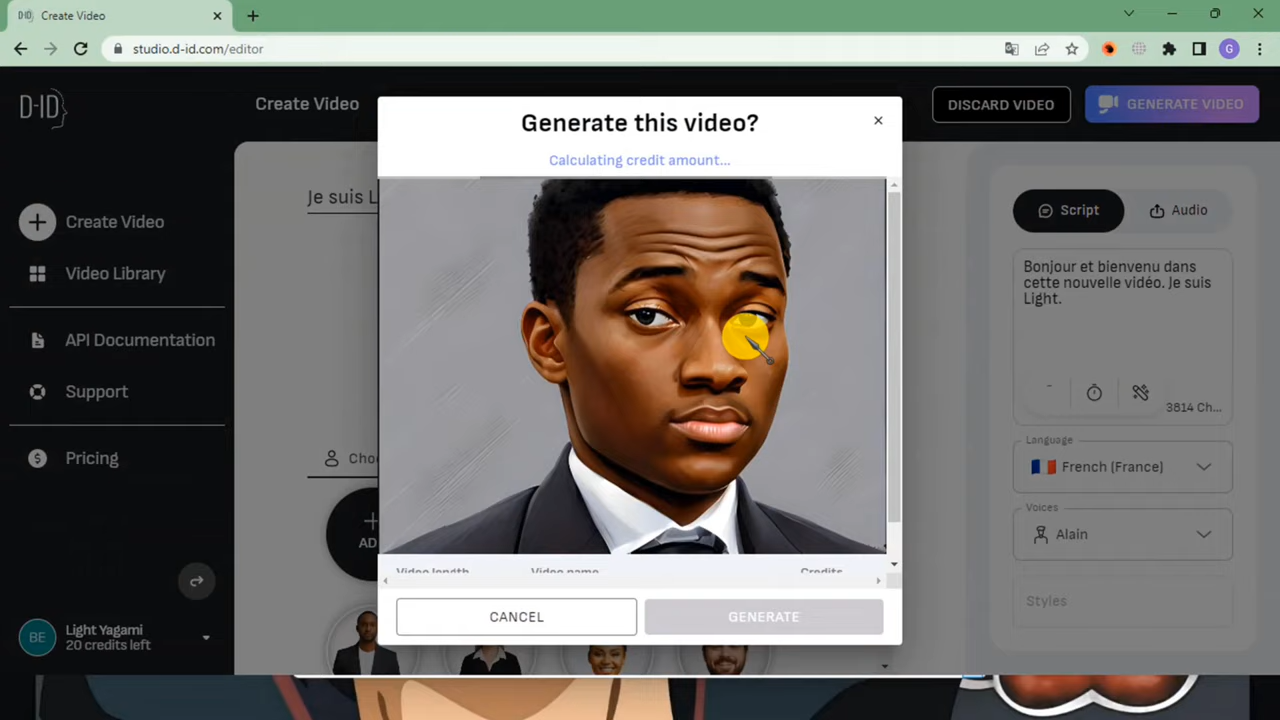 D-ID Create Video
studio.d-id.com/editor
G
D-ID
Create Video
DISCARD VIDEO
GENERATE VIDEO
Generate this video?
Calculating credit amount...
Create Video
Video Library
API Documentation
Support
Pricing
BE
Light Yagami
20 credits left
Je suis L
Cho
AD
Video length
Video name
Credits
CANCEL
GENERATE
Script
Audio
Bonjour et bienvenu dans
cette nouvelle vidéo. Je suis
Light.
3814 Ch...
Language
French (France)
Voices
Alain
Styles